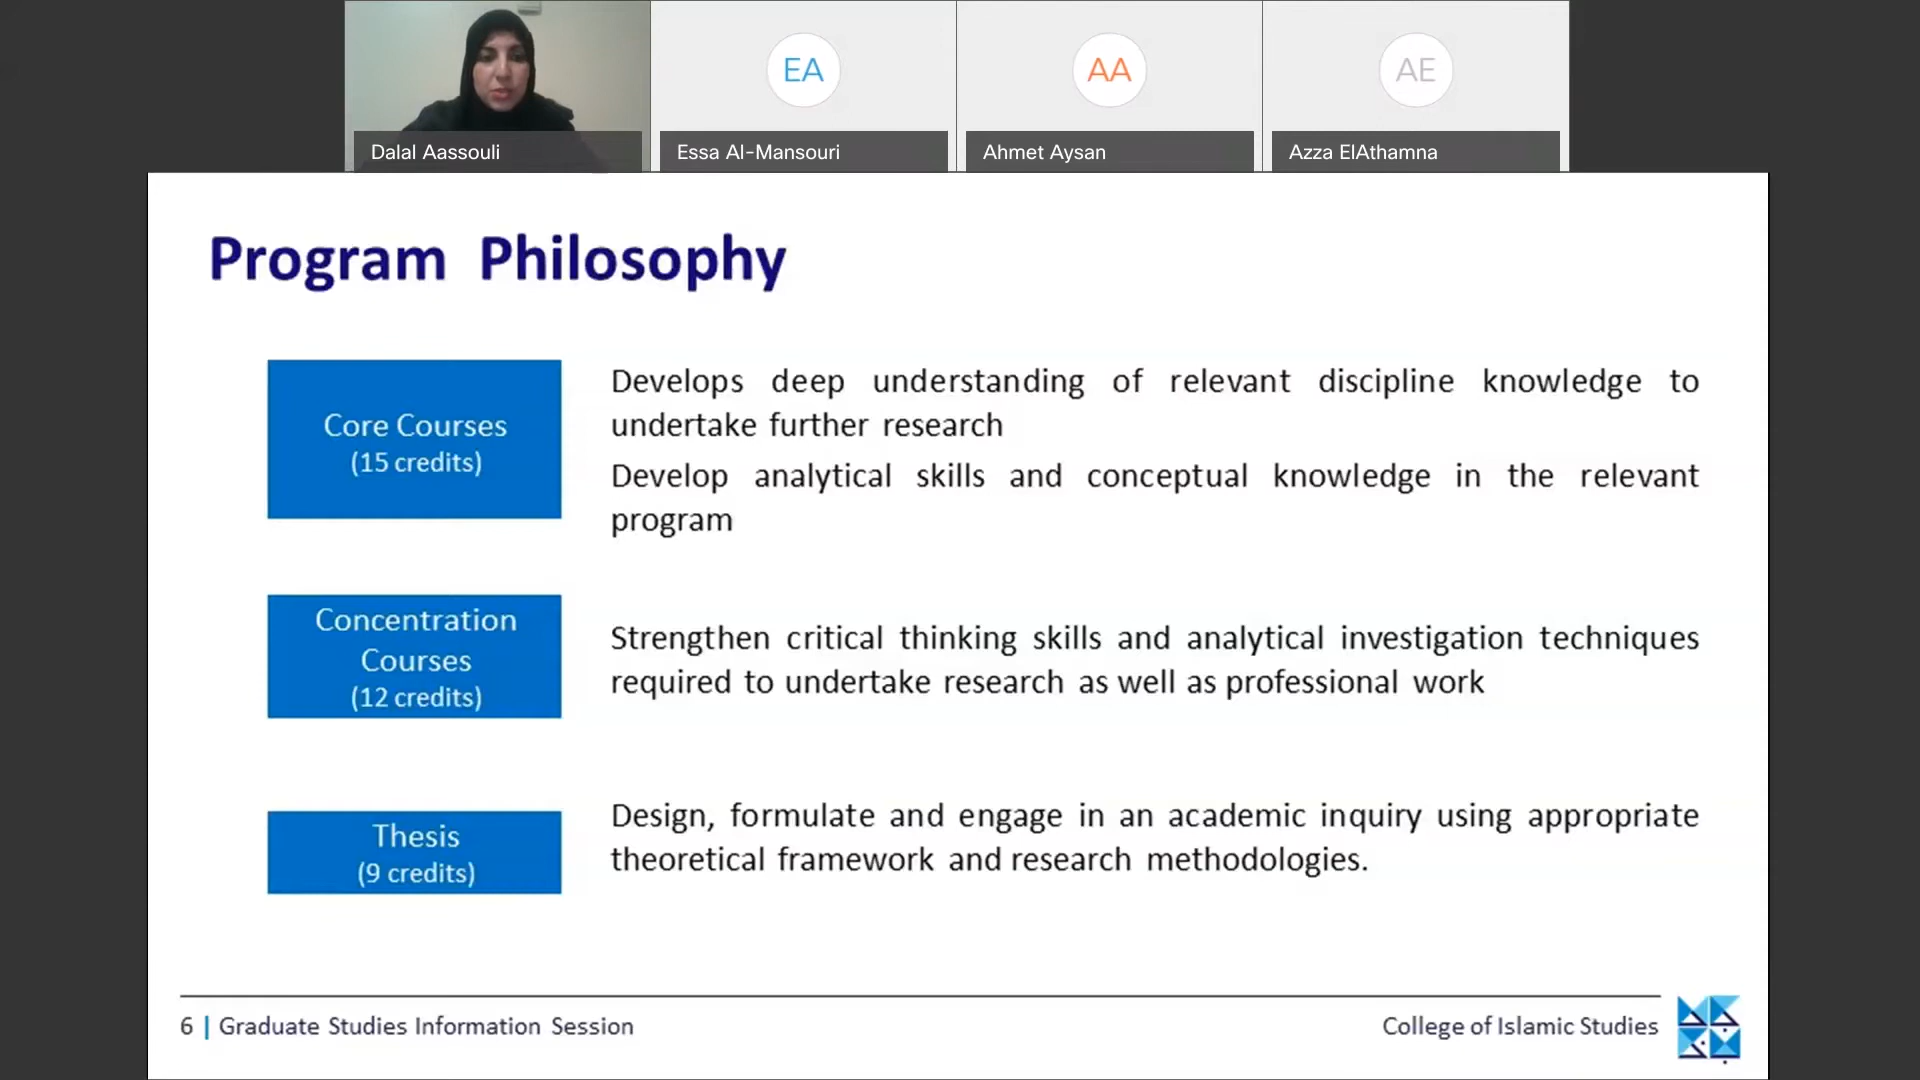 EA
AA
AE
Dalal Aassouli
Essa Al-Mansouri
Ahmet Aysan
Azza ElAthamna
Program Philosophy
Core Courses
(15 credits)
Develops deep understanding of relevant discipline knowledge to
undertake further research
Develop analytical skills and conceptual knowledge in the relevant
program
Concentration
Courses
(12 credits)
Strengthen critical thinking skills and analytical investigation techniques
required to undertake research as well as professional work
Thesis
(9 credits)
Design, formulate and engage in an academic inquiry using appropriate
theoretical framework and research methodologies.
6 | Graduate Studies Information Session
College of Islamic Studies